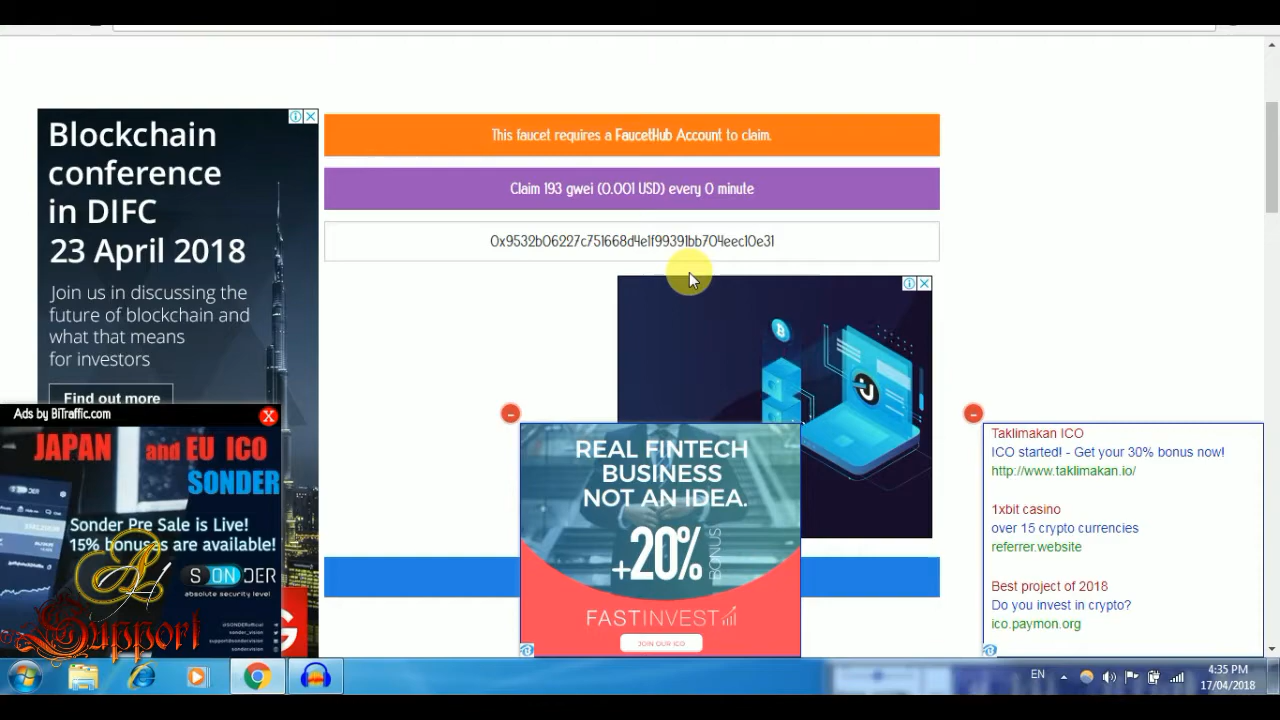 This faucet requires a FaucetHub Account to claim.
Claim 193 gwei (0.001 USD) every 0 minute
0x9532b06227c751668d4e1f99391bb704eec10e31
Blockchain
conference
in DIFC
23 April 2018
Join us in discussing the
future of blockchain and
what that means
for investors
Find out more
Ads by BiTraffic.com
X
JAPAN and EU ICO
SONDER
Sonder Pre Sale is Live!
15% bonuses are available!
SONDER
absolute security level
Support
REAL FINTECH
BUSINESS
NOT AN IDEA.
+20%
BONUS
FASTINVEST
JOIN OUR ICO
Taklimakan ICO
ICO started! - Get your 30% bonus now!
http://www.taklimakan.io/
1xbit casino
over 15 crypto currencies
referrer.website
Best project of 2018
Do you invest in crypto?
ico.paymon.org
EN
4:35 PM
17/04/2018